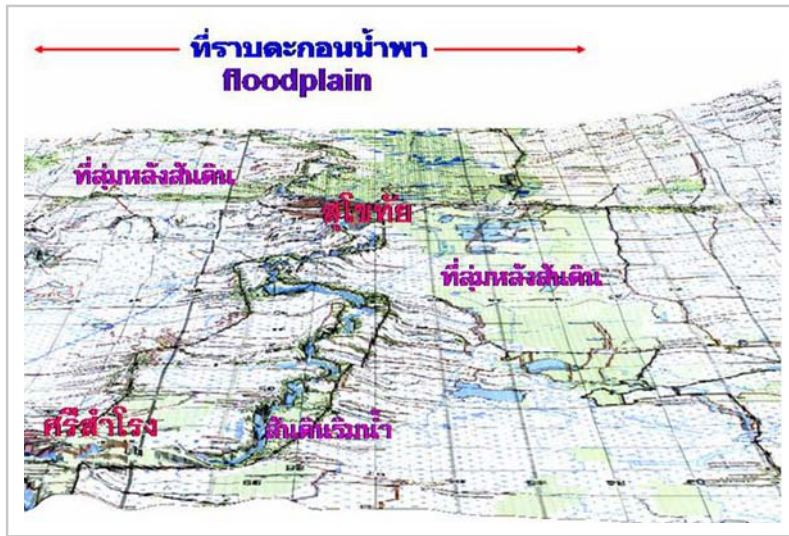 ที่ราบตะกอนน้ำพา
floodplain
ที่ลุ่มหลังสันดิน
สุโขทัย
ที่ลุ่มหลังสันดิน
ศรีสำโรง
สันดินริมน้ำ